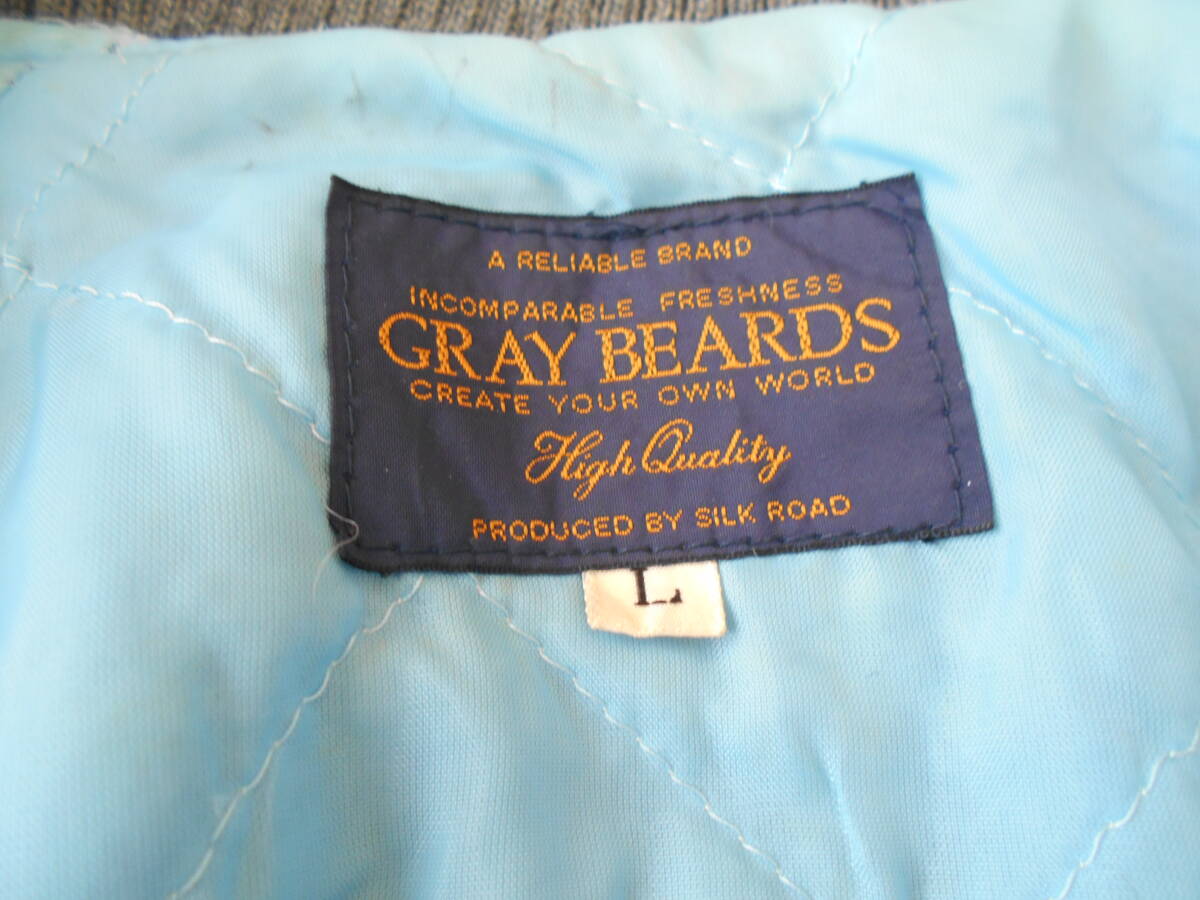 A RELIABLE BRAND
INCOMPARABLE FRESHNESS
GRAY BEARDS
CREATE YOUR OWN WORLD
High Quality
PRODUCED BY SILK ROAD
L